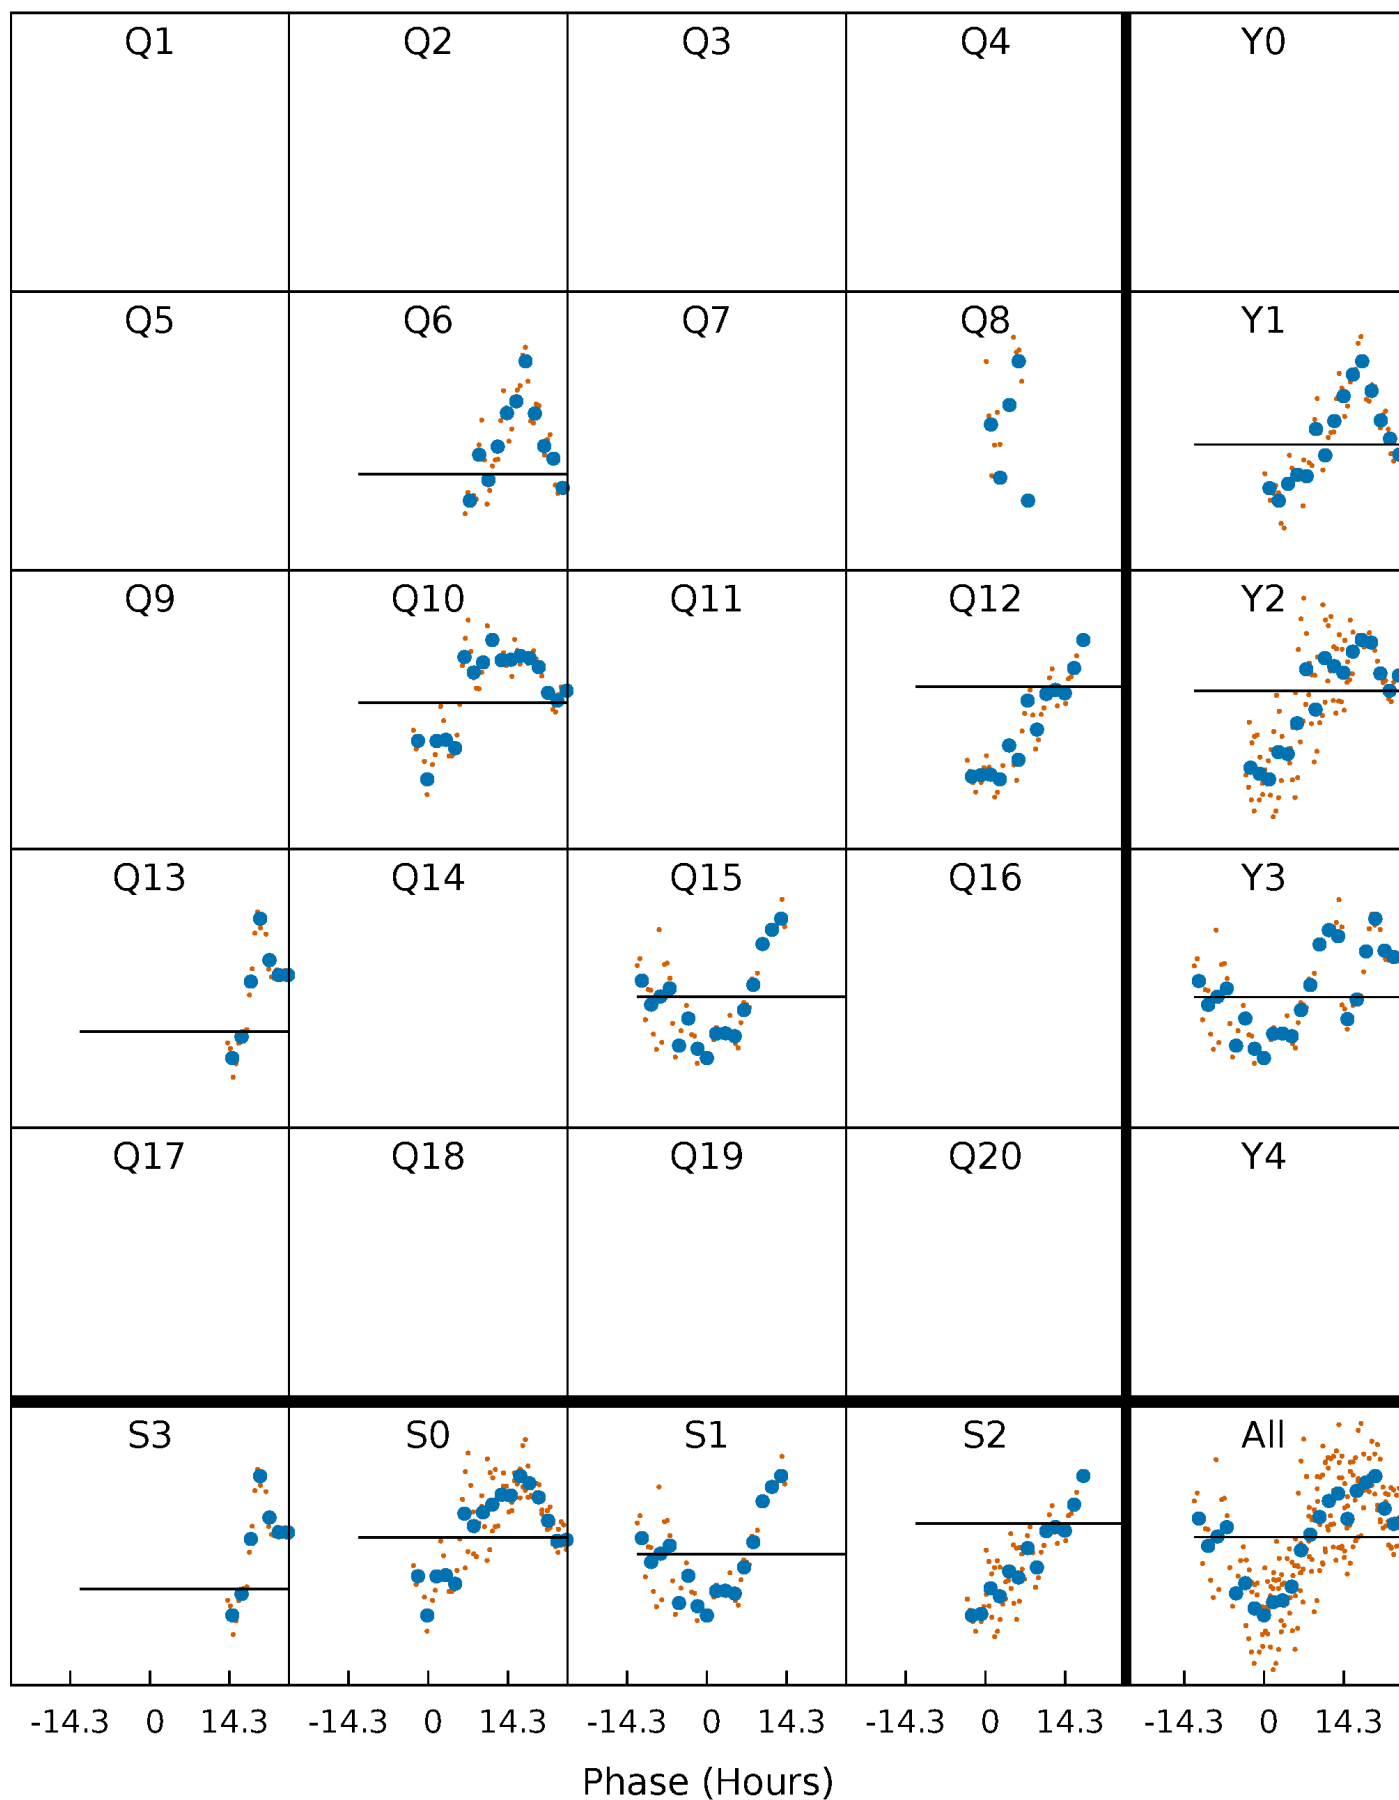 Q1 Q2 Q3 Q4 Y0
Q5 Q6 Q7 Q8 Y1
Q9 Q10 Q11 Q12 Y2
Q13 Q14 Q15 Q16 Y3
Q17 Q18 Q19 Q20 Y4
S3 S0 S1 S2 All
-14.3 0 14.3 -14.3 0 14.3 -14.3 0 14.3 -14.3 0 14.3 -14.3 0 14.3
Phase (Hours)